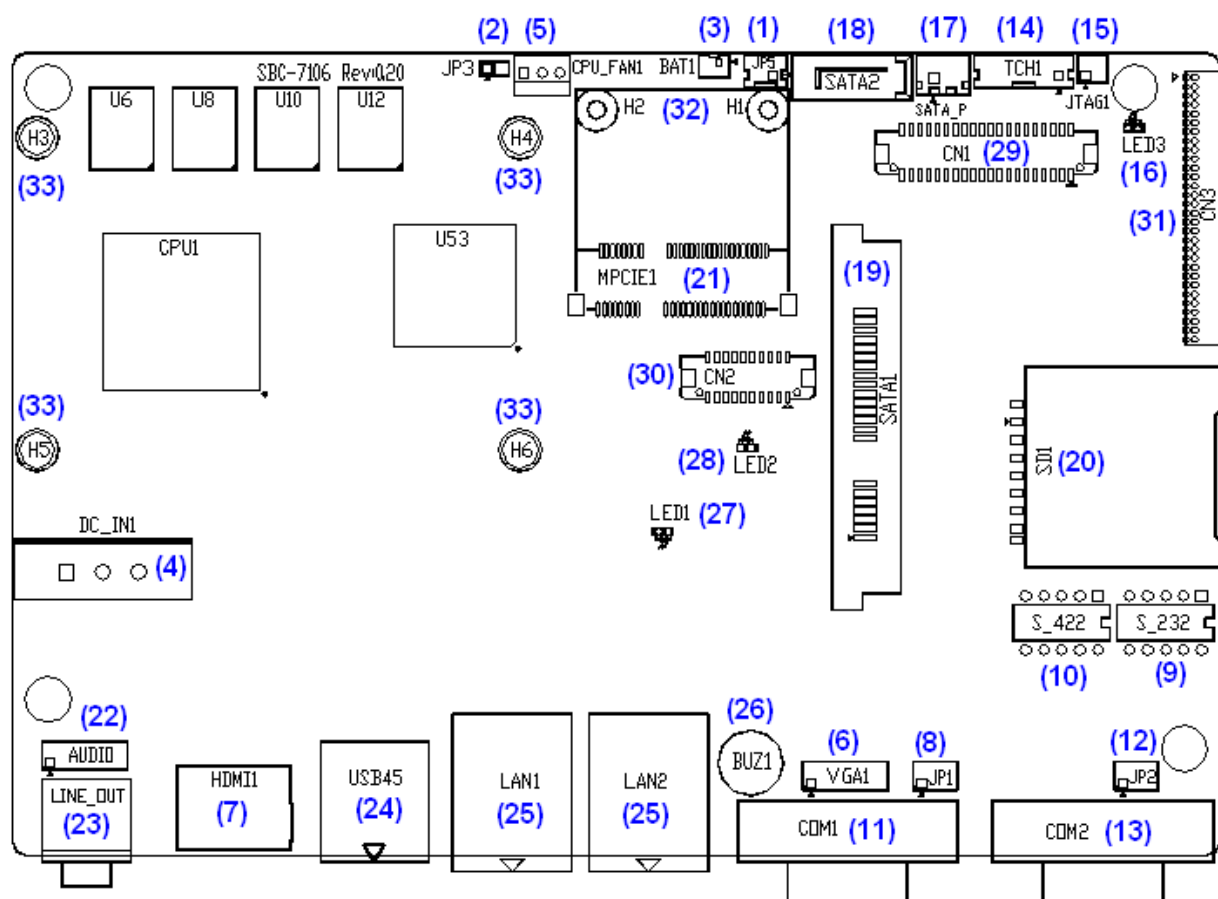 (2) (5) (3) (1) (18) (17) (14) (15)
JP3 CPU_FAN1 BAT1 JP5 SATA2 TCH1
SBC-7106 Rev:0.20
SATA_P JTAG1
U6 U8 U10 U12
H2 (32) H1
LED3
H3 H4 CN1 (29)
(33) (33) (16)
CN3
(31)
CPU1 U53
MPCIE1 (21) (19)
(30) CN2
SATA1
(33) (33)
H5 H6 (28) LED2
SD1 (20)
LED1 (27)
DC_IN1
(4)
S_422 S_232
(10) (9)
(22) (26) (6) (8) (12)
AUDIO BUZ1 VGA1 JP1 JP2
LINE_OUT HDMI1 USB45 LAN1 LAN2
(23) (7) (24) (25) (25)
COM1 (11) COM2 (13)